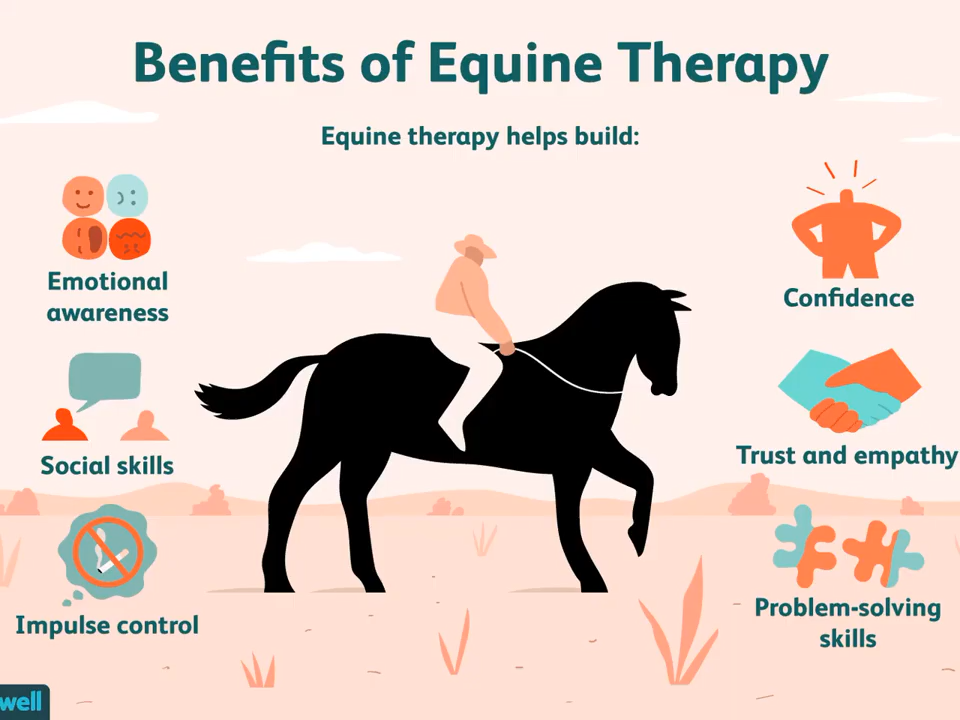 Benefits of Equine Therapy
Equine therapy helps build:
Emotional
awareness
Social skills
Impulse control
Confidence
Trust and empathy
Problem-solving
skills
well